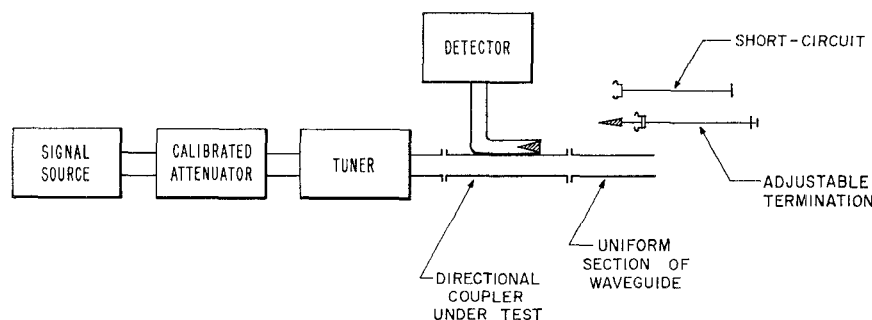 DETECTOR
SHORT-CIRCUIT
SIGNAL
SOURCE
CALIBRATED
ATTENUATOR
TUNER
ADJUSTABLE
TERMINATION
DIRECTIONAL
COUPLER
UNDER TEST
UNIFORM
SECTION OF
WAVEGUIDE